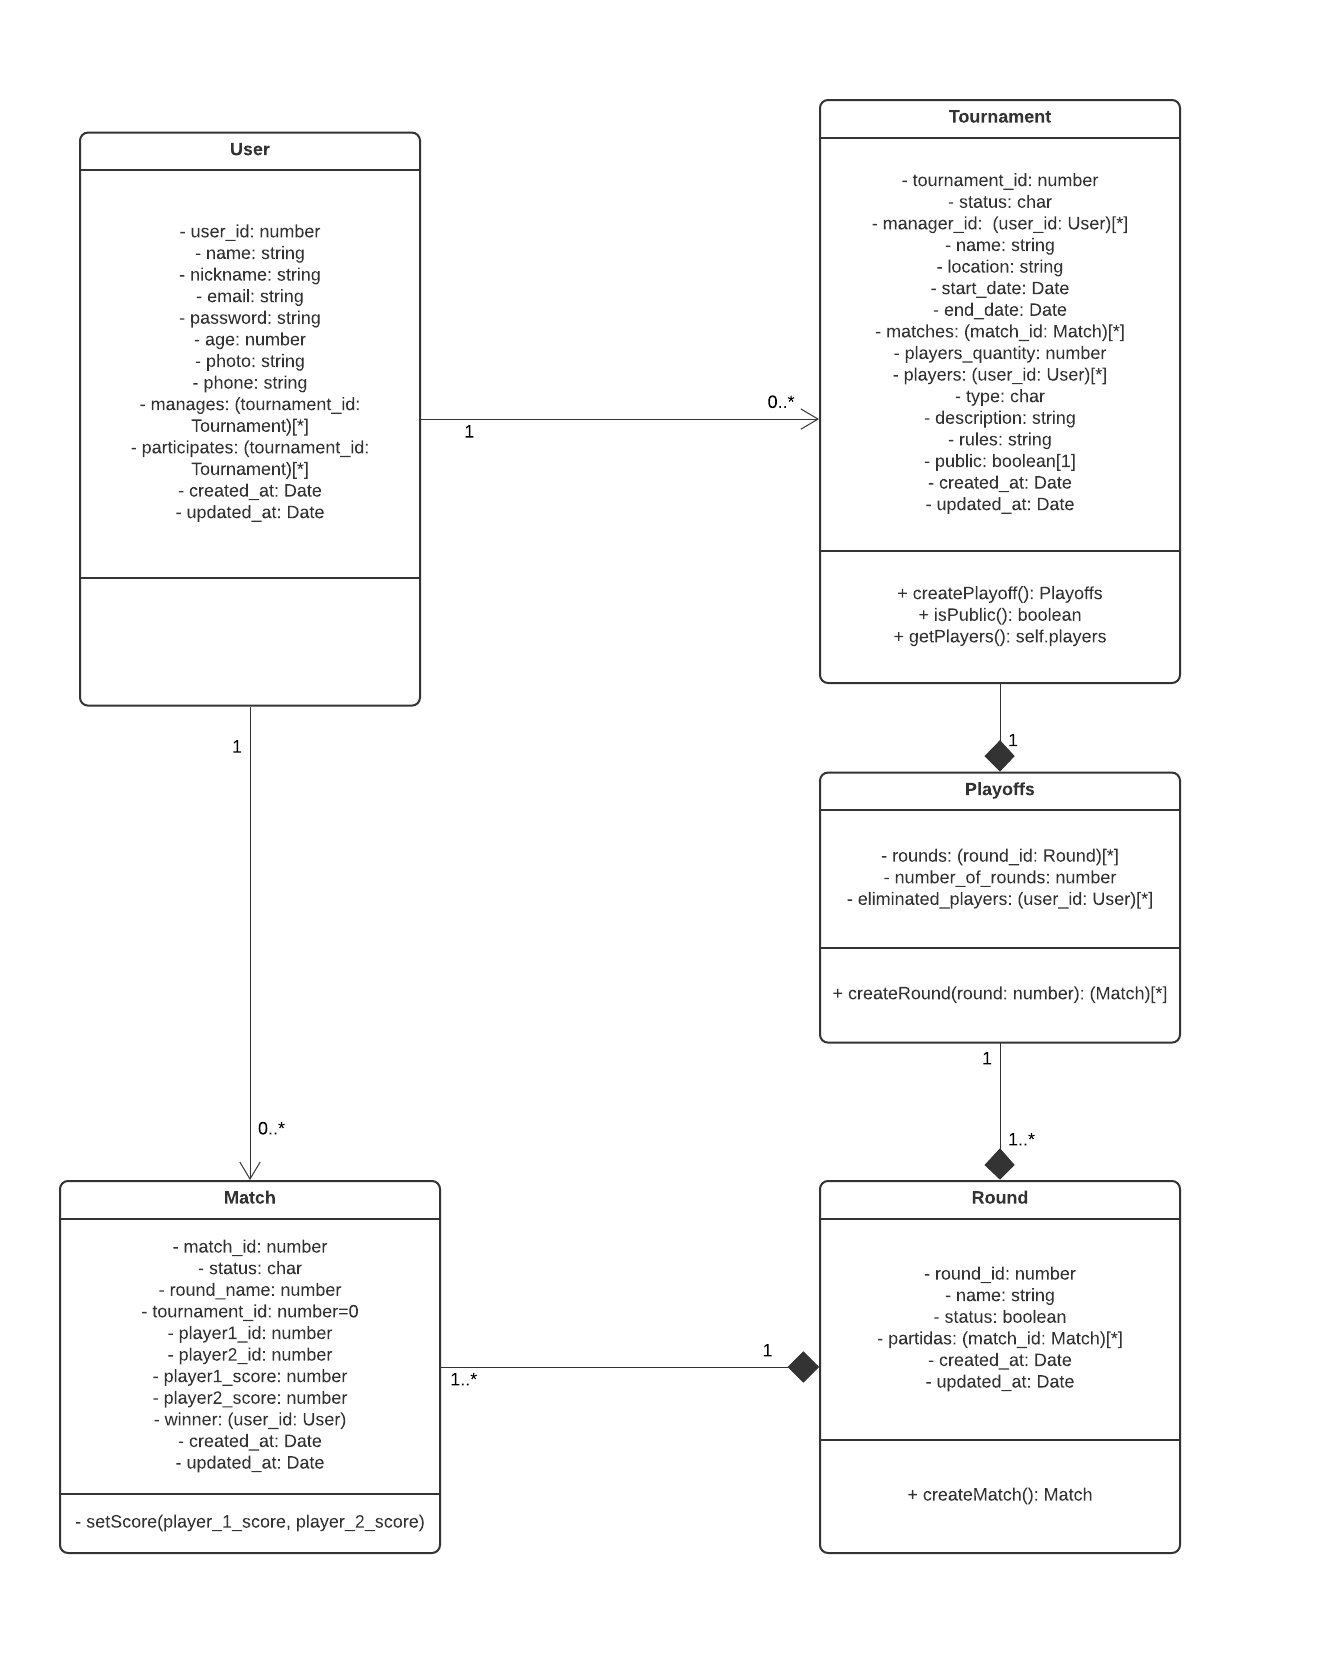 User
- user_id: number
- name: string
- nickname: string
- email: string
- password: string
- age: number
- photo: string
- phone: string
- manages: (tournament_id:
Tournament)[*]
- participates: (tournament_id:
Tournament)[*]
- created_at: Date
- updated_at: Date
1
0..*
Tournament
- tournament_id: number
- status: char
- manager_id:  (user_id: User)[*]
- name: string
- location: string
- start_date: Date
- end_date: Date
- matches: (match_id: Match)[*]
- players_quantity: number
- players: (user_id: User)[*]
- type: char
- description: string
- rules: string
- public: boolean[1]
- created_at: Date
- updated_at: Date
+ createPlayoff(): Playoffs
+ isPublic(): boolean
+ getPlayers(): self.players
1
Playoffs
- rounds: (round_id: Round)[*]
- number_of_rounds: number
- eliminated_players: (user_id: User)[*]
+ createRound(round: number): (Match)[*]
1
1..*
1
0..*
Match
- match_id: number
- status: char
- round_name: number
- tournament_id: number=0
- player1_id: number
- player2_id: number
- player1_score: number
- player2_score: number
- winner: (user_id: User)
- created_at: Date
- updated_at: Date
- setScore(player_1_score, player_2_score)
1..*
1
Round
- round_id: number
- name: string
- status: boolean
- partidas: (match_id: Match)[*]
- created_at: Date
- updated_at: Date
+ createMatch(): Match